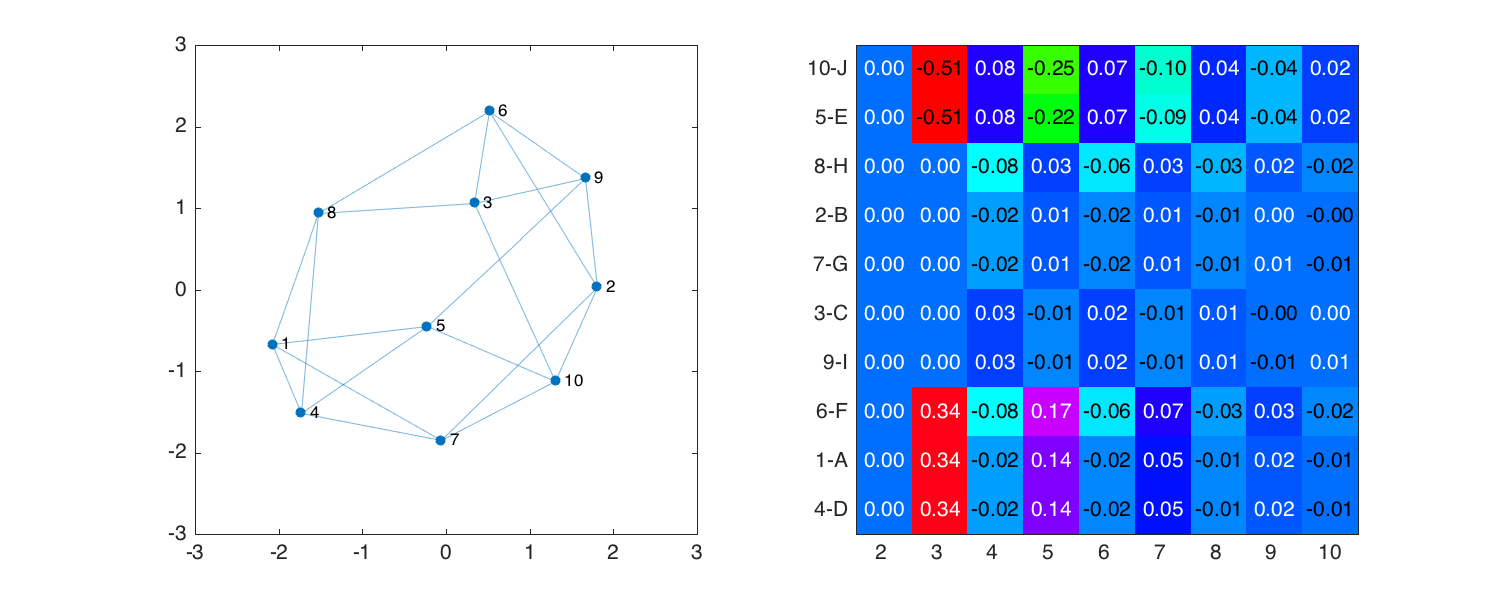 3
2
1
0
-1
-2
-3
-3 -2 -1 0 1 2 3
6
9
3
8
2
5
1
10
4
7
10-J 0.00 -0.51 0.08 -0.25 0.07 -0.10 0.04 -0.04 0.02
5-E 0.00 -0.51 0.08 -0.22 0.07 -0.09 0.04 -0.04 0.02
8-H 0.00 0.00 -0.08 0.03 -0.06 0.03 -0.03 0.02 -0.02
2-B 0.00 0.00 -0.02 0.01 -0.02 0.01 -0.01 0.00 -0.00
7-G 0.00 0.00 -0.02 0.01 -0.02 0.01 -0.01 0.01 -0.01
3-C 0.00 0.00 0.03 -0.01 0.02 -0.01 0.01 -0.00 0.00
9-I 0.00 0.00 0.03 -0.01 0.02 -0.01 0.01 -0.01 0.01
6-F 0.00 0.34 -0.08 0.17 -0.06 0.07 -0.03 0.03 -0.02
1-A 0.00 0.34 -0.02 0.14 -0.02 0.05 -0.01 0.02 -0.01
4-D 0.00 0.34 -0.02 0.14 -0.02 0.05 -0.01 0.02 -0.01
2 3 4 5 6 7 8 9 10